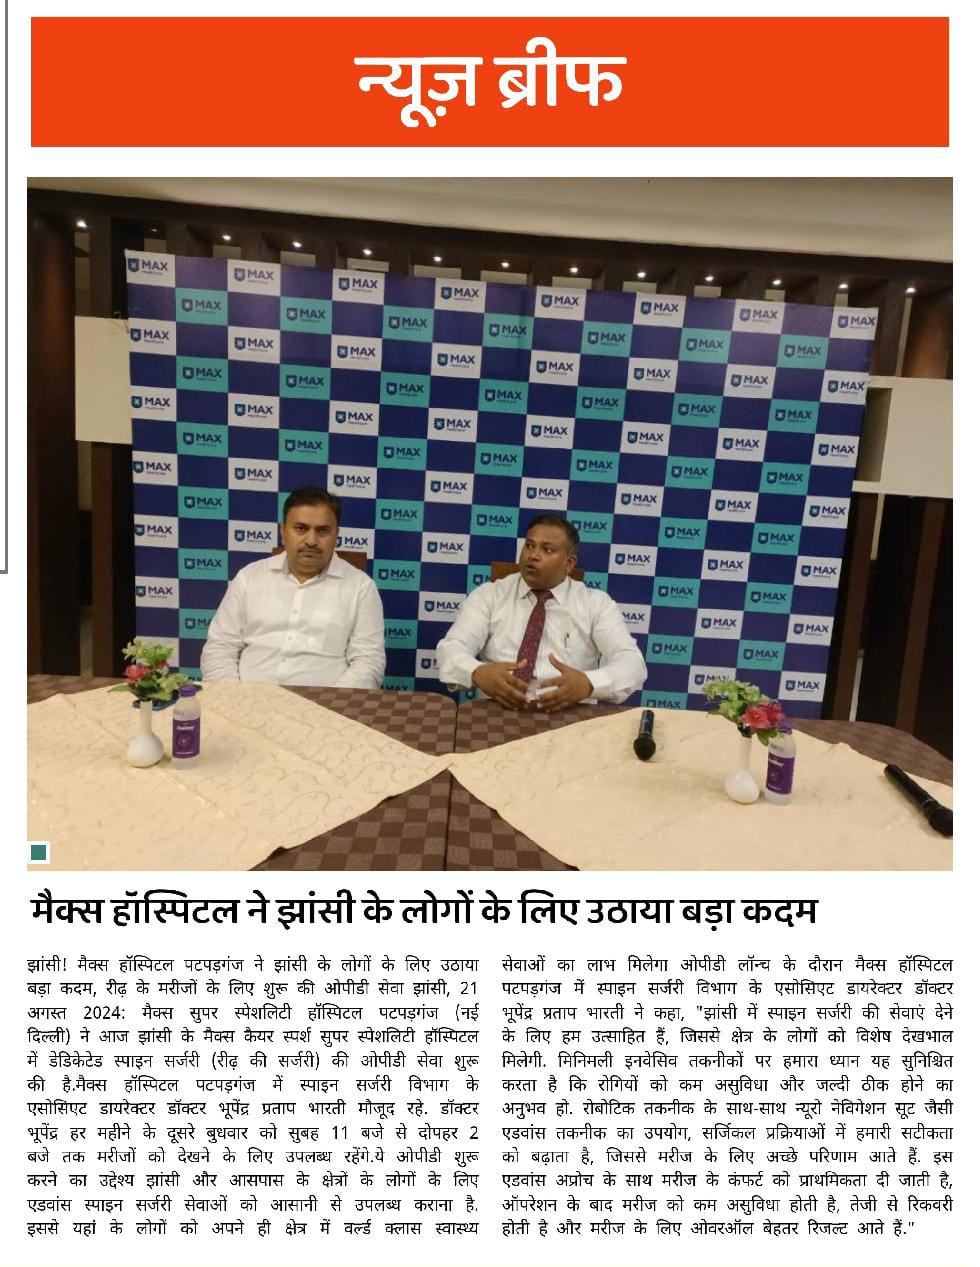 न्यूज़ ब्रीफ
MAX
Healthcare
मैक्स हॉस्पिटल ने झांसी के लोगों के लिए उठाया बड़ा कदम
झांसी! मैक्स हॉस्पिटल पटपड़गंज ने झांसी के लोगों के लिए उठाया
बड़ा कदम, रीढ़ के मरीजों के लिए शुरू की ओपीडी सेवा झांसी, 21
अगस्त 2024: मैक्स सुपर स्पेशलिटी हॉस्पिटल पटपड़गंज (नई
दिल्ली) ने आज झांसी के मैक्स कैयर स्पर्श सुपर स्पेशलिटी हॉस्पिटल
में डेडिकेटेड स्पाइन सर्जरी (रीढ़ की सर्जरी) की ओपीडी सेवा शुरू
की है.मैक्स हॉस्पिटल पटपड़गंज में स्पाइन सर्जरी विभाग के
एसोसिएट डायरेक्टर डॉक्टर भूपेंद्र प्रताप भारती मौजूद रहे. डॉक्टर
भूपेंद्र हर महीने के दूसरे बुधवार को सुबह 11 बजे से दोपहर 2
बजे तक मरीजों को देखने के लिए उपलब्ध रहेंगे.ये ओपीडी शुरू
करने का उद्देश्य झांसी और आसपास के क्षेत्रों के लोगों के लिए
एडवांस स्पाइन सर्जरी सेवाओं को आसानी से उपलब्ध कराना है.
इससे यहां के लोगों को अपने ही क्षेत्र में वर्ल्ड क्लास स्वास्थ्य
सेवाओं का लाभ मिलेगा ओपीडी लॉन्च के दौरान मैक्स हॉस्पिटल
पटपड़गंज में स्पाइन सर्जरी विभाग के एसोसिएट डायरेक्टर डॉक्टर
भूपेंद्र प्रताप भारती ने कहा, "झांसी में स्पाइन सर्जरी की सेवाएं देने
के लिए हम उत्साहित हैं, जिससे क्षेत्र के लोगों को विशेष देखभाल
मिलेगी. मिनिमली इनवेसिव तकनीकों पर हमारा ध्यान यह सुनिश्चित
करता है कि रोगियों को कम असुविधा और जल्दी ठीक होने का
अनुभव हो. रोबोटिक तकनीक के साथ-साथ न्यूरो नेविगेशन सूट जैसी
एडवांस तकनीक का उपयोग, सर्जिकल प्रक्रियाओं में हमारी सटीकता
को बढ़ाता है, जिससे मरीज के लिए अच्छे परिणाम आते हैं. इस
एडवांस अप्रोच के साथ मरीज के कंफर्ट को प्राथमिकता दी जाती है,
ऑपरेशन के बाद मरीज को कम असुविधा होती है, तेजी से रिकवरी
होती है और मरीज के लिए ओवरऑल बेहतर रिजल्ट आते हैं."